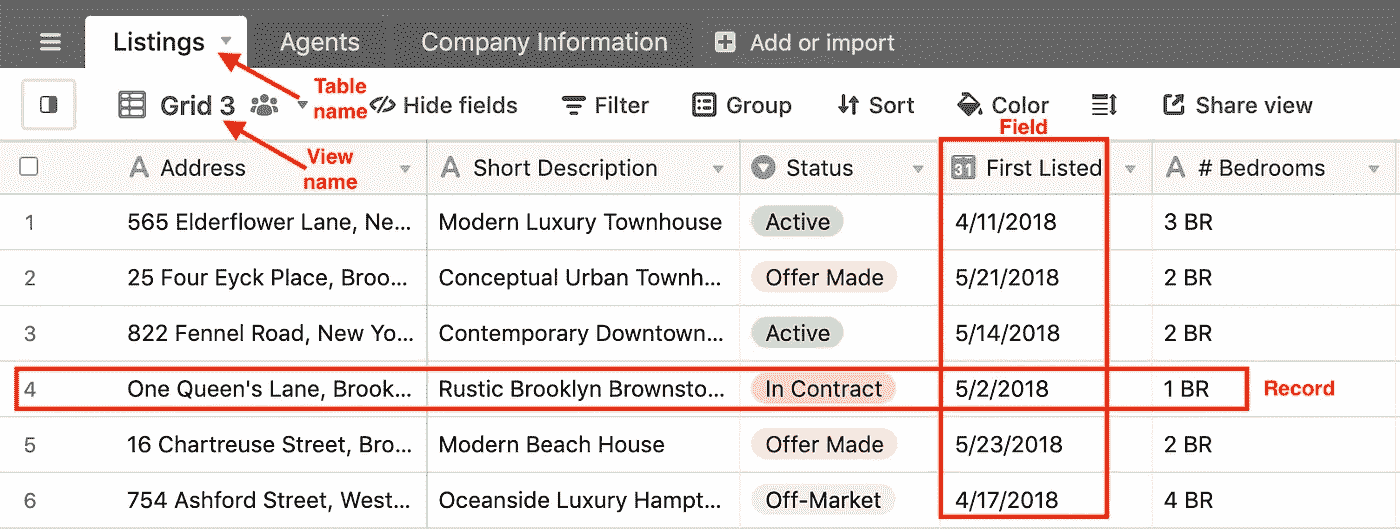 Listings Agents Company Information Add or import
Table name
Grid 3 Hide fields Filter Group Sort Color Share view
Field
View name
A Address A Short Description Status 31 First Listed A # Bedrooms
1 565 Elderflower Lane, Ne... Modern Luxury Townhouse Active 4/11/2018 3 BR
2 25 Four Eyck Place, Broo... Conceptual Urban Townh... Offer Made 5/21/2018 2 BR
3 822 Fennel Road, New Yo... Contemporary Downtown... Active 5/14/2018 2 BR
4 One Queen's Lane, Brook... Rustic Brooklyn Brownsto... In Contract 5/2/2018 1 BR Record
5 16 Chartreuse Street, Bro... Modern Beach House Offer Made 5/23/2018 2 BR
6 754 Ashford Street, West... Oceanside Luxury Hampt... Off-Market 4/17/2018 4 BR